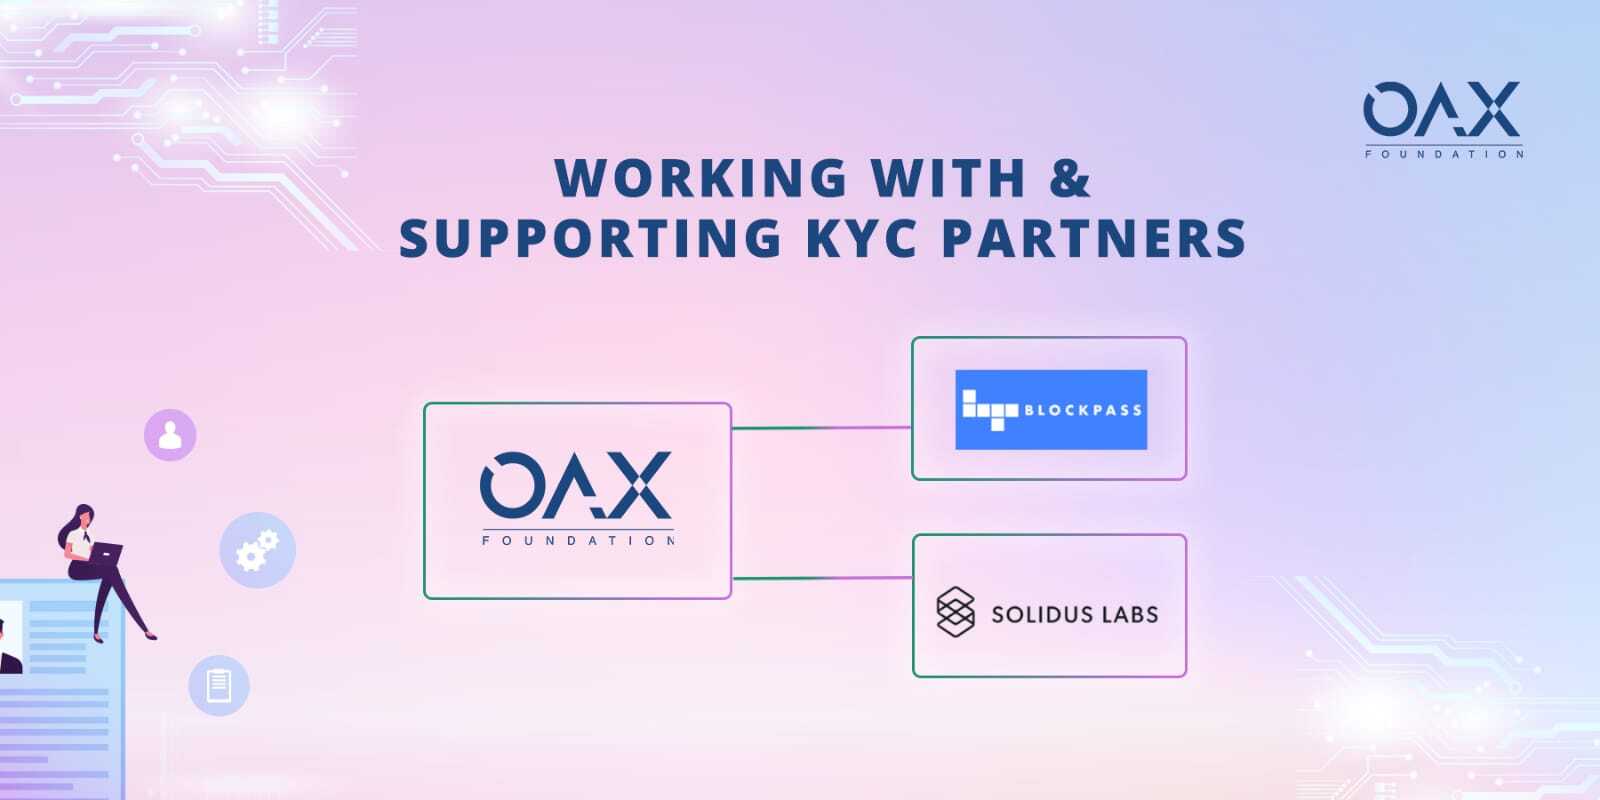 OAX
FOUNDATION
WORKING WITH &
SUPPORTING KYC PARTNERS
BLOCKPASS
OAX
FOUNDATION
SOLIDUS LABS